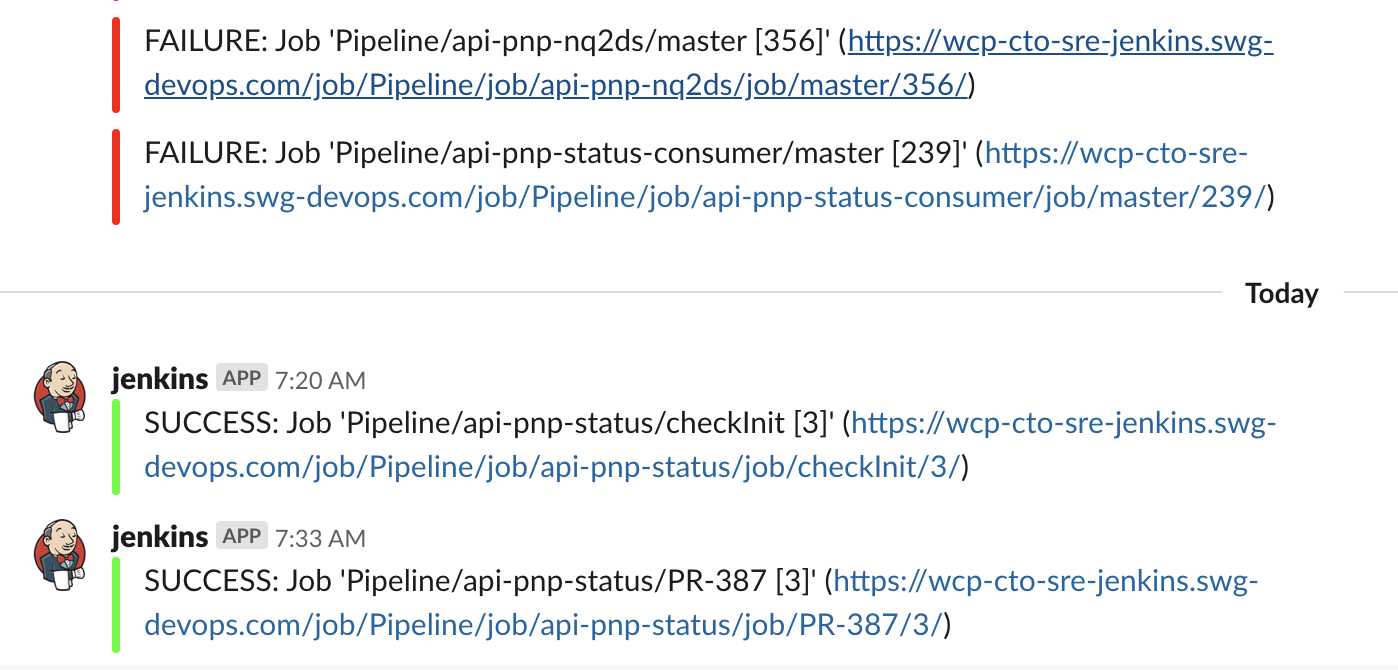 FAILURE: Job 'Pipeline/api-pnp-nq2ds/master [356]' (https://wcp-cto-sre-jenkins.swg-
devops.com/job/Pipeline/job/api-pnp-nq2ds/job/master/356/)
FAILURE: Job 'Pipeline/api-pnp-status-consumer/master [239]' (https://wcp-cto-sre-
jenkins.swg-devops.com/job/Pipeline/job/api-pnp-status-consumer/job/master/239/)
Today
jenkins APP 7:20 AM
SUCCESS: Job 'Pipeline/api-pnp-status/checkInit [3]' (https://wcp-cto-sre-jenkins.swg-
devops.com/job/Pipeline/job/api-pnp-status/job/checkInit/3/)
jenkins APP 7:33 AM
SUCCESS: Job 'Pipeline/api-pnp-status/PR-387 [3]' (https://wcp-cto-sre-jenkins.swg-
devops.com/job/Pipeline/job/api-pnp-status/job/PR-387/3/)